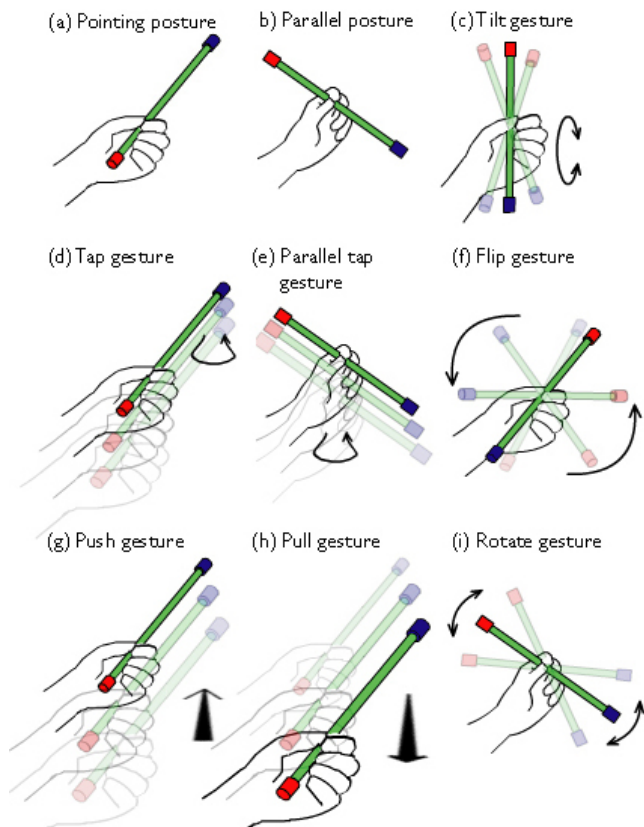 (a) Pointing posture
b) Parallel posture
(c) Tilt gesture
(d) Tap gesture
(e) Parallel tap
gesture
(f) Flip gesture
(g) Push gesture
(h) Pull gesture
(i) Rotate gesture